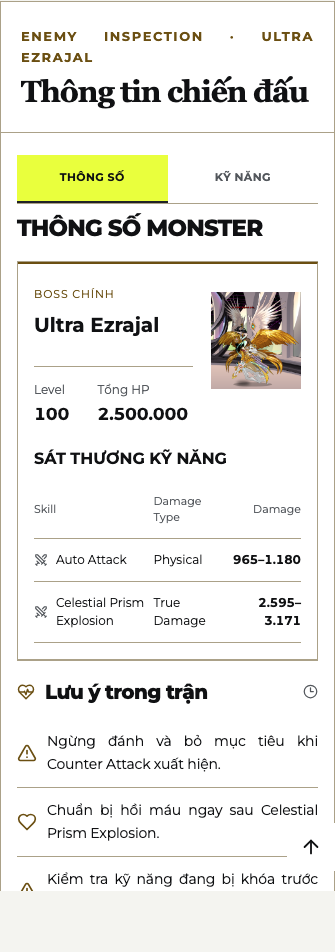 ENEMY INSPECTION · ULTRA
EZRAJAL
Thông tin chiến đấu
THÔNG SỐ
KỸ NĂNG
THÔNG SỐ MONSTER
BOSS CHÍNH
Ultra Ezrajal
Level
Tổng HP
100
2.500.000
SÁT THƯƠNG KỸ NĂNG
Skill
Damage
Type
Damage
Auto Attack
Physical
965–1.180
Celestial Prism
Explosion
True
Damage
2.595–
3.171
Lưu ý trong trận
Ngừng đánh và bỏ mục tiêu khi
Counter Attack xuất hiện.
Chuẩn bị hồi máu ngay sau Celestial
Prism Explosion.
Kiểm tra kỹ năng đang bị khóa trước